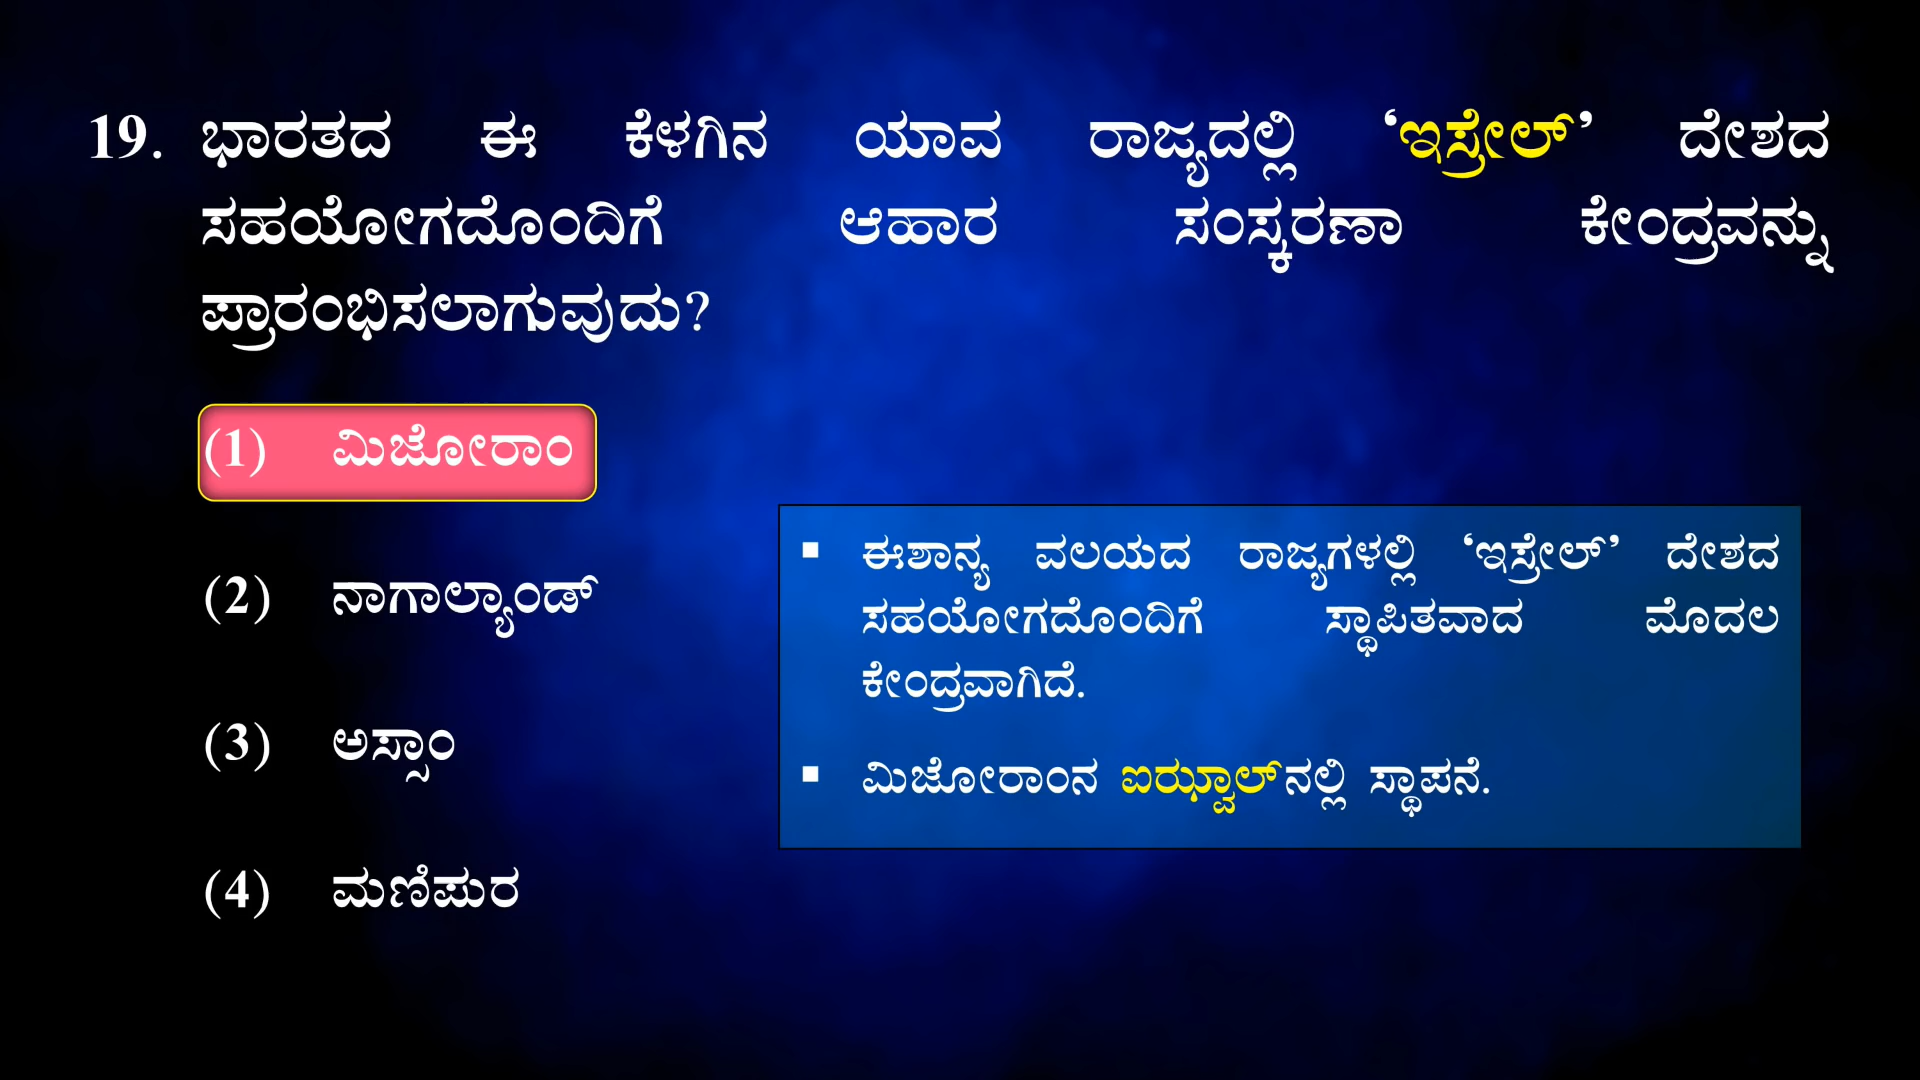 19. ಭಾರತದ ಈ ಕೆಳಗಿನ ಯಾವ ರಾಜ್ಯದಲ್ಲಿ ‘ಇಸ್ರೇಲ್’ ದೇಶದ
ಸಹಯೋಗದೊಂದಿಗೆ ಆಹಾರ ಸಂಸ್ಕರಣಾ ಕೇಂದ್ರವನ್ನು
ಪ್ರಾರಂಭಿಸಲಾಗುವುದು?
(1) ಮಿಜೋರಾಂ
(2) ನಾಗಾಲ್ಯಾಂಡ್
(3) ಅಸ್ಸಾಂ
(4) ಮಣಿಪುರ
▪ ಈಶಾನ್ಯ ವಲಯದ ರಾಜ್ಯಗಳಲ್ಲಿ ‘ಇಸ್ರೇಲ್’ ದೇಶದ
ಸಹಯೋಗದೊಂದಿಗೆ ಸ್ಥಾಪಿತವಾದ ಮೊದಲ
ಕೇಂದ್ರವಾಗಿದೆ.
▪ ಮಿಜೋರಾಂನ ಐಝ್ವಾಲ್‌ನಲ್ಲಿ ಸ್ಥಾಪನೆ.